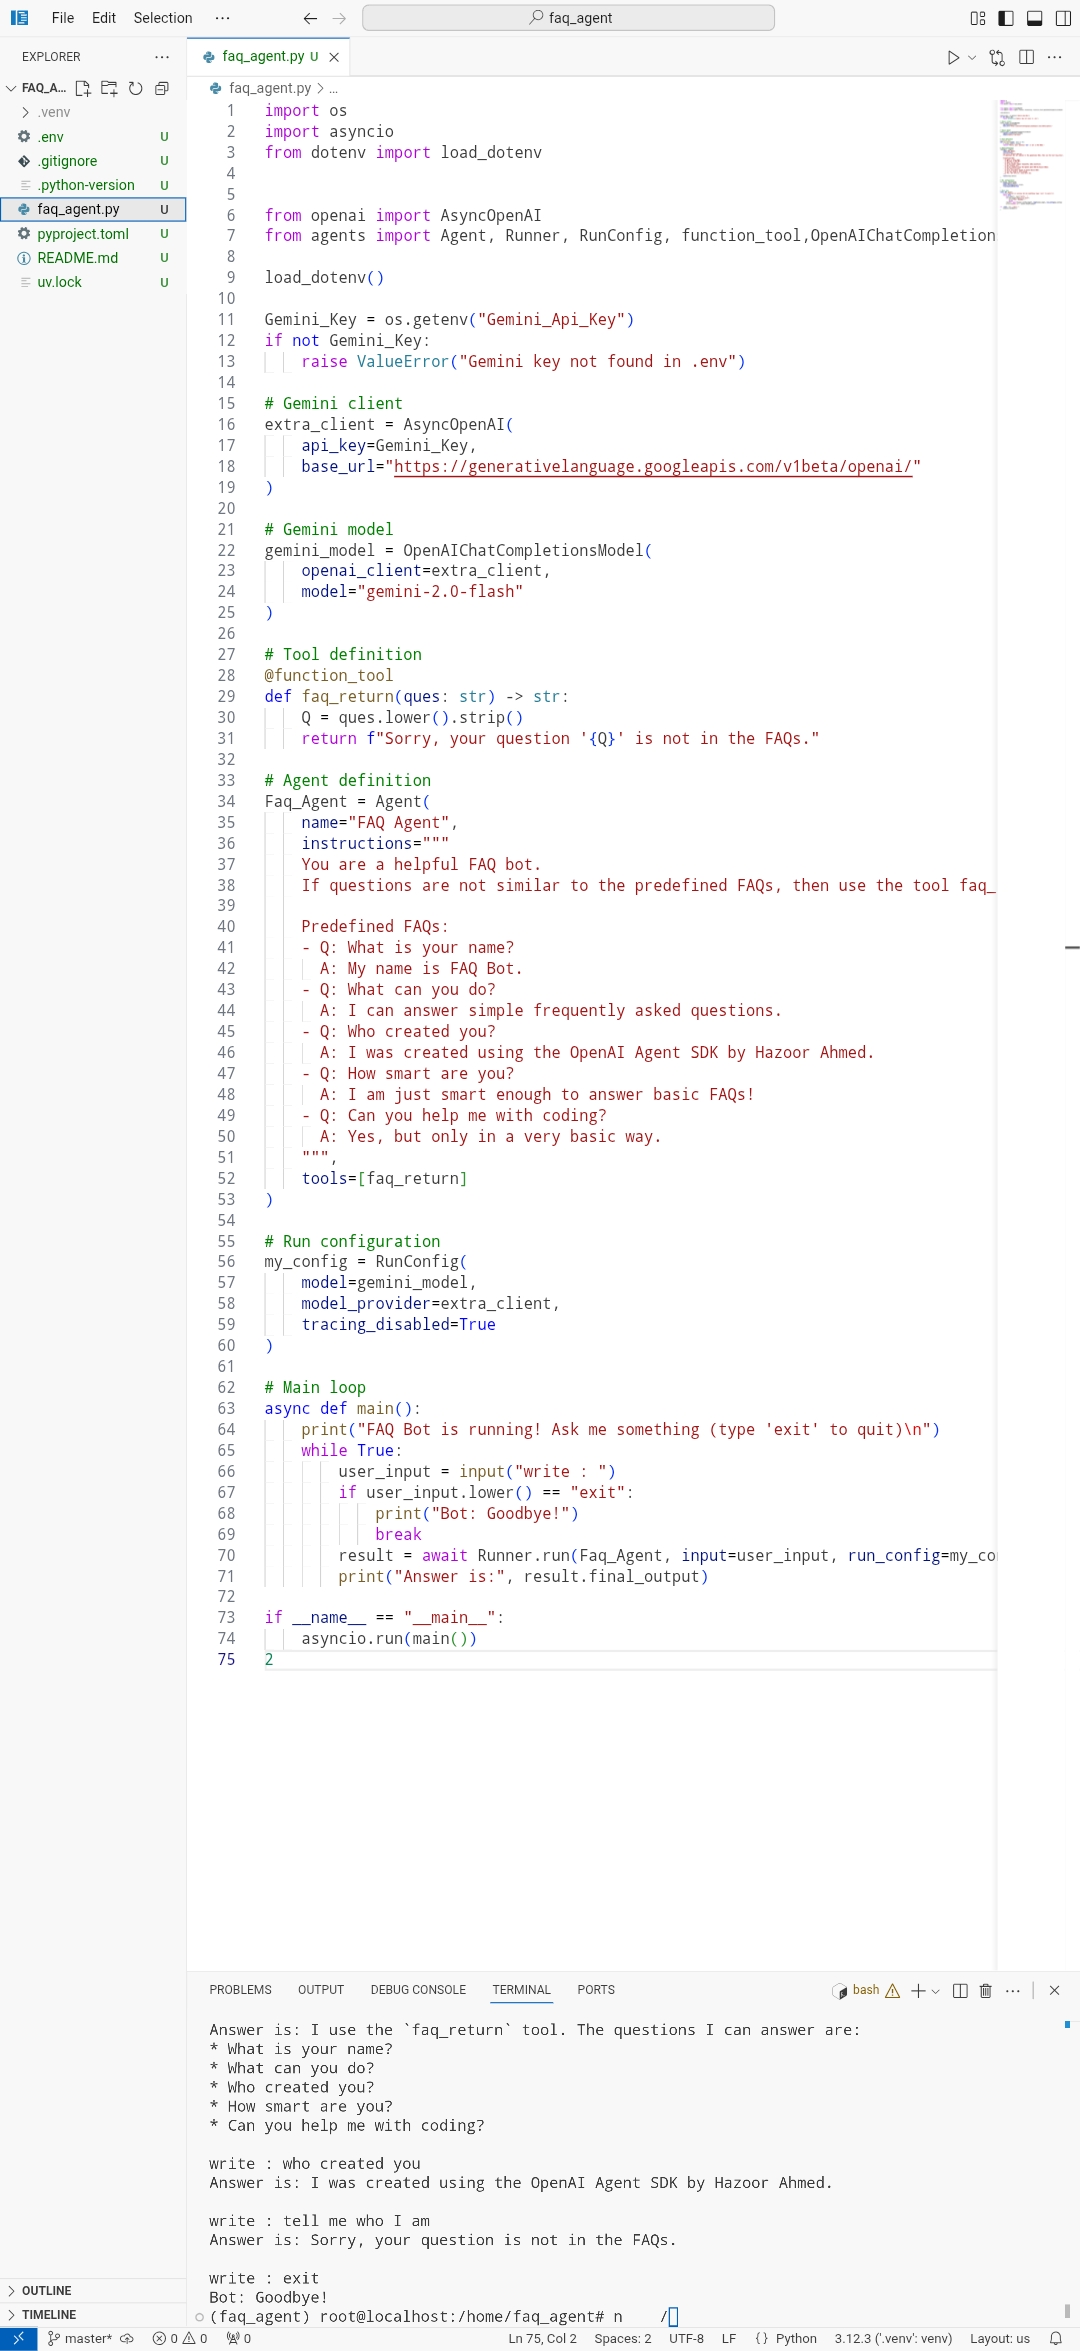 File Edit Selection ··· faq_agent
EXPLORER ···
FAQ_A...
.venv
.env U
.gitignore U
.python-version U
faq_agent.py U
pyproject.toml U
README.md U
uv.lock U
OUTLINE
TIMELINE
faq_agent.py U
faq_agent.py > ...
1 import os
2 import asyncio
3 from dotenv import load_dotenv
4
5
6 from openai import AsyncOpenAI
7 from agents import Agent, Runner, RunConfig, function_tool,OpenAIChatCompletion
8
9 load_dotenv()
10
11 Gemini_Key = os.getenv("Gemini_Api_Key")
12 if not Gemini_Key:
13     raise ValueError("Gemini key not found in .env")
14
15 # Gemini client
16 extra_client = AsyncOpenAI(
17     api_key=Gemini_Key,
18     base_url="https://generativelanguage.googleapis.com/v1beta/openai/"
19 )
20
21 # Gemini model
22 gemini_model = OpenAIChatCompletionsModel(
23     openai_client=extra_client,
24     model="gemini-2.0-flash"
25 )
26
27 # Tool definition
28 @function_tool
29 def faq_return(ques: str) -> str:
30     Q = ques.lower().strip()
31     return f"Sorry, your question '{Q}' is not in the FAQs."
32
33 # Agent definition
34 Faq_Agent = Agent(
35     name="FAQ Agent",
36     instructions="""
37     You are a helpful FAQ bot.
38     If questions are not similar to the predefined FAQs, then use the tool faq_
39
40     Predefined FAQs:
41     - Q: What is your name?
42       A: My name is FAQ Bot.
43     - Q: What can you do?
44       A: I can answer simple frequently asked questions.
45     - Q: Who created you?
46       A: I was created using the OpenAI Agent SDK by Hazoor Ahmed.
47     - Q: How smart are you?
48       A: I am just smart enough to answer basic FAQs!
49     - Q: Can you help me with coding?
50       A: Yes, but only in a very basic way.
51     """,
52     tools=[faq_return]
53 )
54
55 # Run configuration
56 my_config = RunConfig(
57     model=gemini_model,
58     model_provider=extra_client,
59     tracing_disabled=True
60 )
61
62 # Main loop
63 async def main():
64     print("FAQ Bot is running! Ask me something (type 'exit' to quit)\n")
65     while True:
66         user_input = input("write : ")
67         if user_input.lower() == "exit":
68             print("Bot: Goodbye!")
69             break
70         result = await Runner.run(Faq_Agent, input=user_input, run_config=my_co
71         print("Answer is:", result.final_output)
72
73 if __name__ == "__main__":
74     asyncio.run(main())
75 2
PROBLEMS OUTPUT DEBUG CONSOLE TERMINAL PORTS bash
Answer is: I use the `faq_return` tool. The questions I can answer are:
* What is your name?
* What can you do?
* Who created you?
* How smart are you?
* Can you help me with coding?
write : who created you
Answer is: I was created using the OpenAI Agent SDK by Hazoor Ahmed.
write : tell me who I am
Answer is: Sorry, your question is not in the FAQs.
write : exit
Bot: Goodbye!
(faq_agent) root@localhost:/home/faq_agent# n    /
master* 0 0 0 Ln 75, Col 2 Spaces: 2 UTF-8 LF {} Python 3.12.3 ('.venv': venv) Layout: us